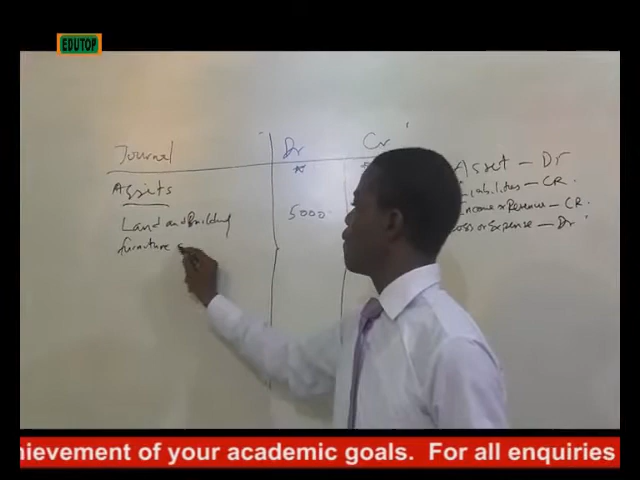 EDUTOP
Journal Dr Cr
Assets
Land and Building 5000
furniture
Asset - Dr
Liabilities - CR.
Income or Revenue - CR.
Loss or Expense - Dr
hievement of your academic goals. For all enquiries